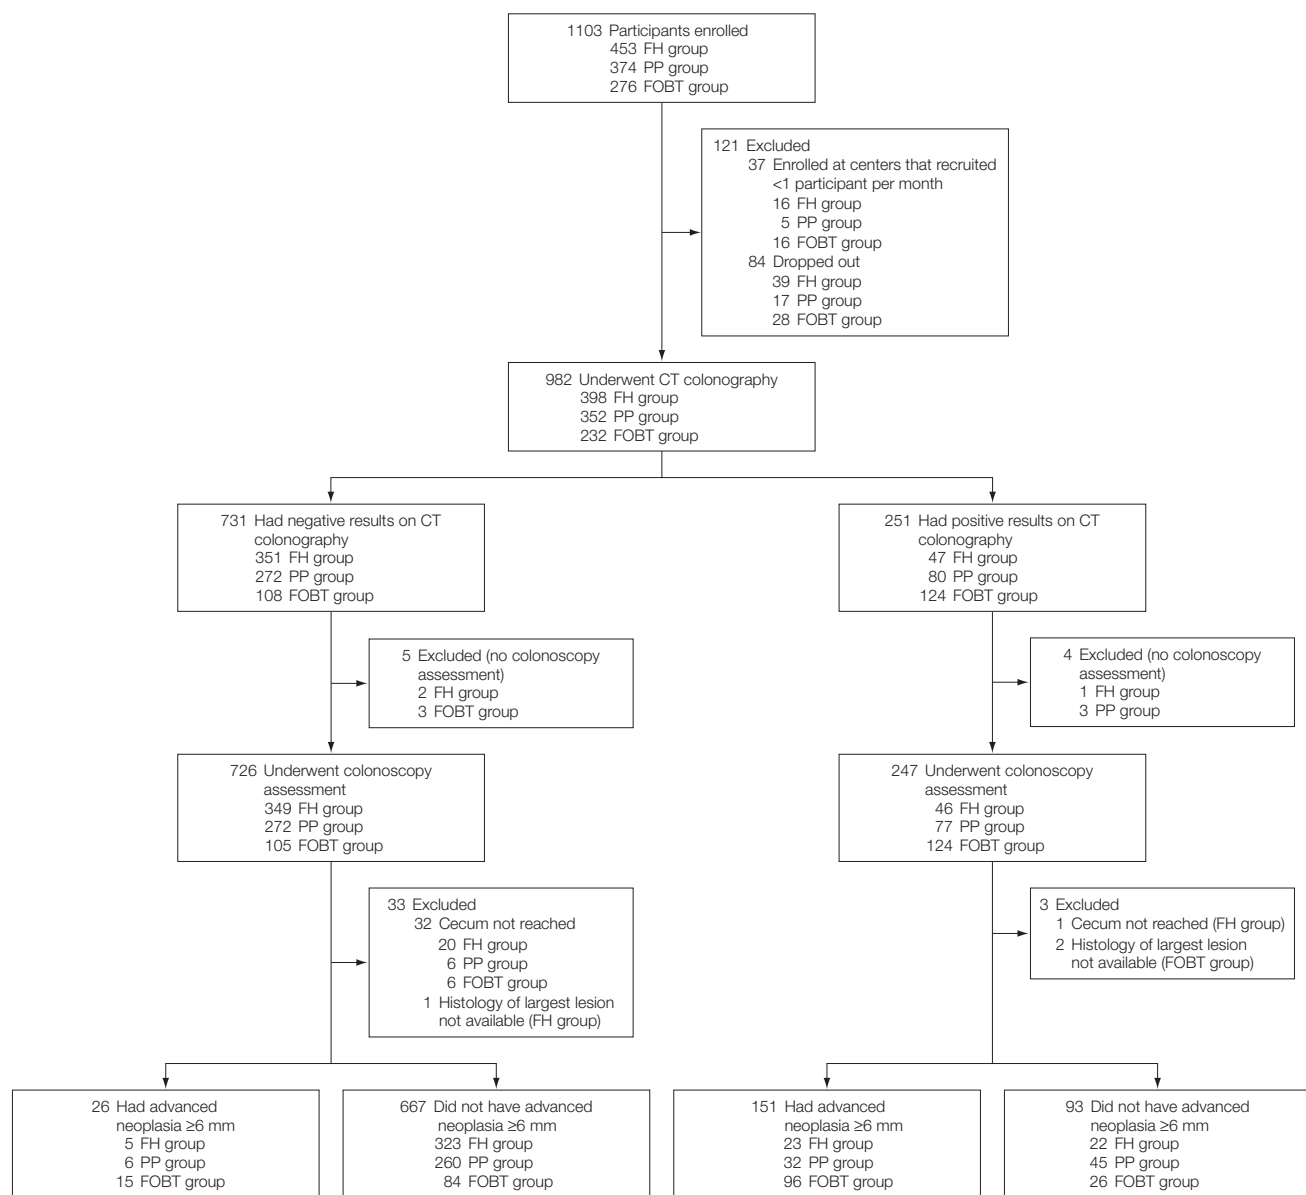 1103 Participants enrolled
453 FH group
374 PP group
276 FOBT group
121 Excluded
37 Enrolled at centers that recruited
<1 participant per month
16 FH group
5 PP group
16 FOBT group
84 Dropped out
39 FH group
17 PP group
28 FOBT group
982 Underwent CT colonography
398 FH group
352 PP group
232 FOBT group
731 Had negative results on CT
colonography
351 FH group
272 PP group
108 FOBT group
251 Had positive results on CT
colonography
47 FH group
80 PP group
124 FOBT group
5 Excluded (no colonoscopy
assessment)
2 FH group
3 FOBT group
4 Excluded (no colonoscopy
assessment)
1 FH group
3 PP group
726 Underwent colonoscopy
assessment
349 FH group
272 PP group
105 FOBT group
247 Underwent colonoscopy
assessment
46 FH group
77 PP group
124 FOBT group
33 Excluded
32 Cecum not reached
20 FH group
6 PP group
6 FOBT group
1 Histology of largest lesion
not available (FH group)
3 Excluded
1 Cecum not reached (FH group)
2 Histology of largest lesion
not available (FOBT group)
26 Had advanced
neoplasia ≥6 mm
5 FH group
6 PP group
15 FOBT group
667 Did not have advanced
neoplasia ≥6 mm
323 FH group
260 PP group
84 FOBT group
151 Had advanced
neoplasia ≥6 mm
23 FH group
32 PP group
96 FOBT group
93 Did not have advanced
neoplasia ≥6 mm
22 FH group
45 PP group
26 FOBT group